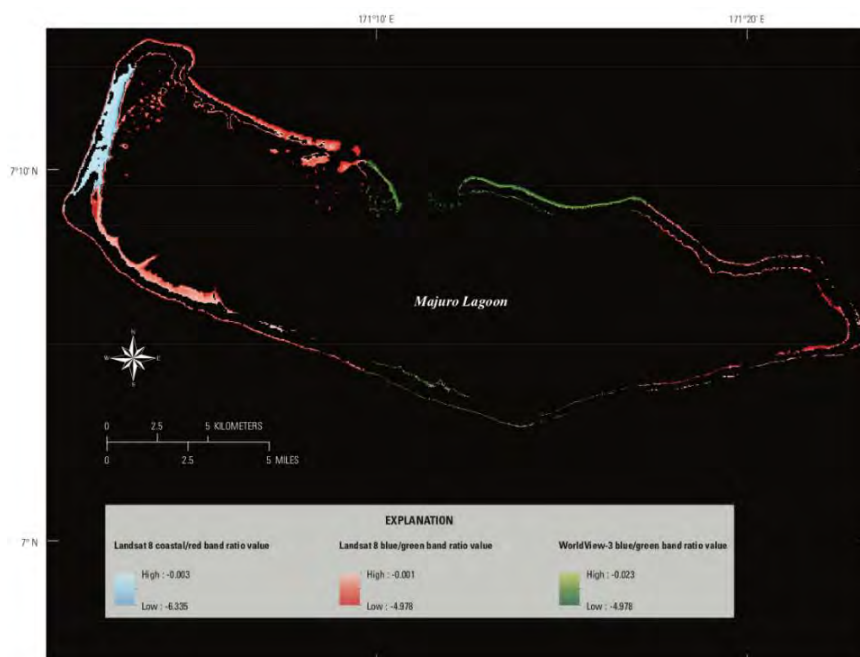 171°10' E
171°20' E
7°10' N
Majuro Lagoon
N
W E
S
0 2.5 5 KILOMETERS
0 2.5 5 MILES
7° N
EXPLANATION
Landsat 8 coastal/red band ratio value
High : -0.003
Low : -6.335
Landsat 8 blue/green band ratio value
High : -0.001
Low : -4.978
WorldView-3 blue/green band ratio value
High : -0.023
Low : -4.978